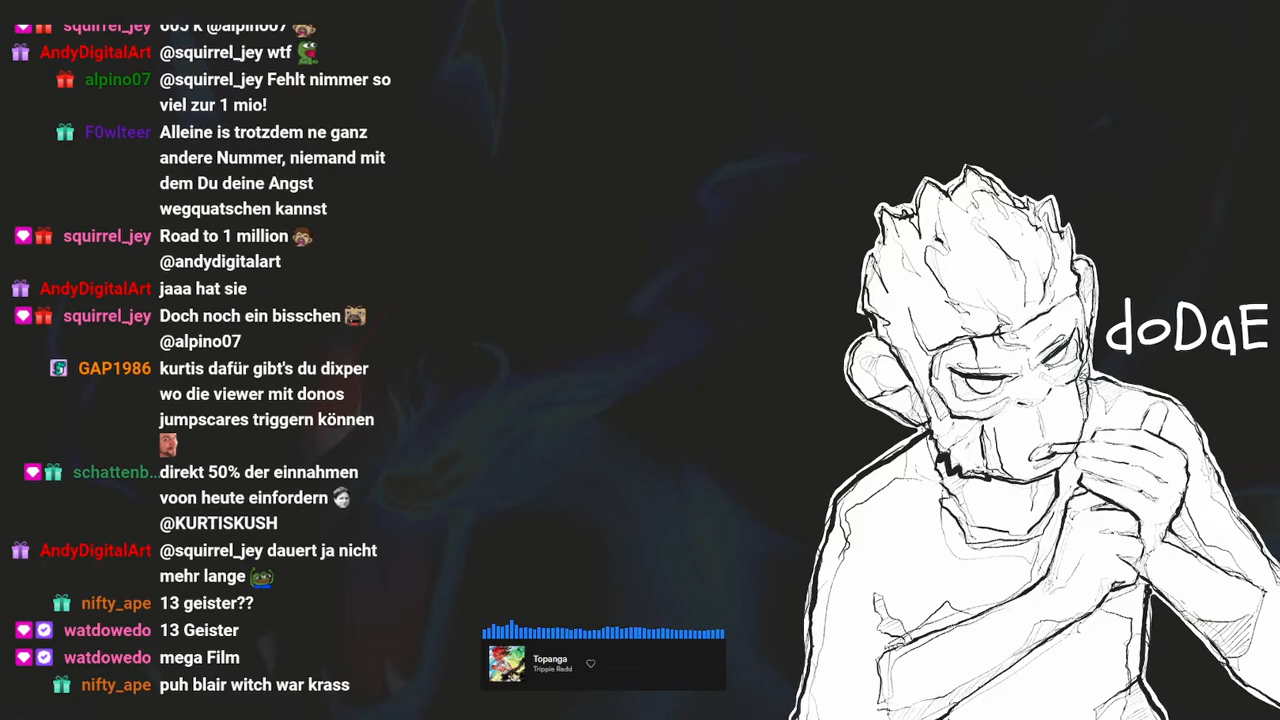 squirrel_jey 605 k @alpino07
AndyDigitalArt @squirrel_jey wtf
alpino07 @squirrel_jey Fehlt nimmer so
viel zur 1 mio!
F0wlteer Alleine is trotzdem ne ganz
andere Nummer, niemand mit
dem Du deine Angst
wegquatschen kannst
squirrel_jey Road to 1 million
@andydigitalart
AndyDigitalArt jaaa hat sie
squirrel_jey Doch noch ein bisschen
@alpino07
GAP1986 kurtis dafür gibt's du dixper
wo die viewer mit donos
jumpscares triggern können
schattenb... direkt 50% der einnahmen
voon heute einfordern
@KURTISKUSH
AndyDigitalArt @squirrel_jey dauert ja nicht
mehr lange
nifty_ape 13 geister??
watdowedo 13 Geister
watdowedo mega Film
nifty_ape puh blair witch war krass
Topanga
Trippie Redd
doDaE